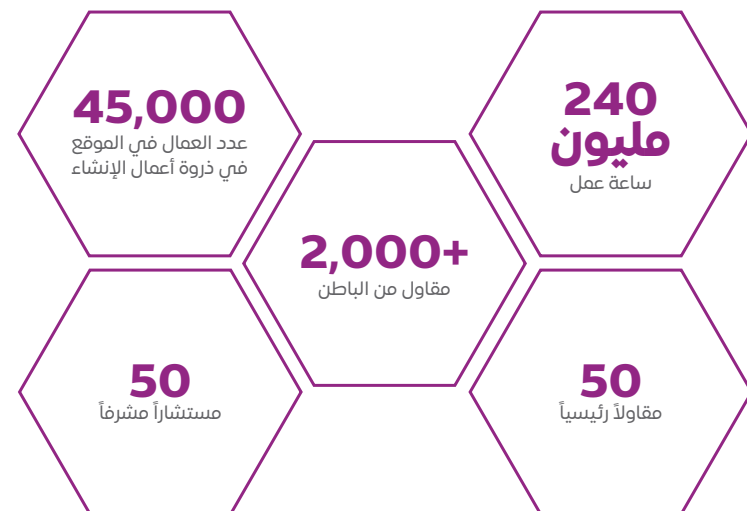 240
مليون
ساعة عمل
45,000
عدد العمال في الموقع
في ذروة أعمال الإنشاء
2,000+
مقاول من الباطن
50
مقاولاً رئيسياً
50
مستشاراً مشرفاً